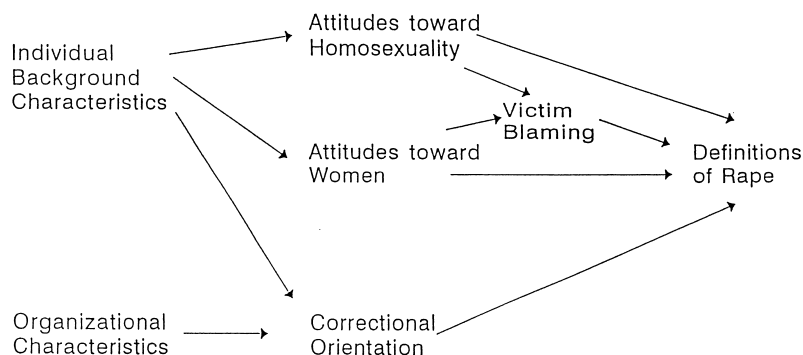 Attitudes toward
Homosexuality
Individual
Background
Characteristics
Victim
Blaming
Attitudes toward
Women
Definitions
of Rape
Organizational
Characteristics
Correctional
Orientation